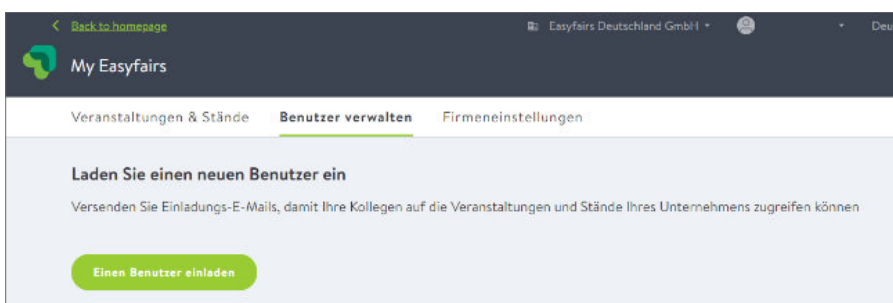 Back to homepage
Easyfairs Deutschland GmbH
Deu
My Easyfairs
Veranstaltungen & Stände
Benutzer verwalten
Firmeneinstellungen
Laden Sie einen neuen Benutzer ein
Versenden Sie Einladungs-E-Mails, damit Ihre Kollegen auf die Veranstaltungen und Stände Ihres Unternehmens zugreifen können
Einen Benutzer einladen